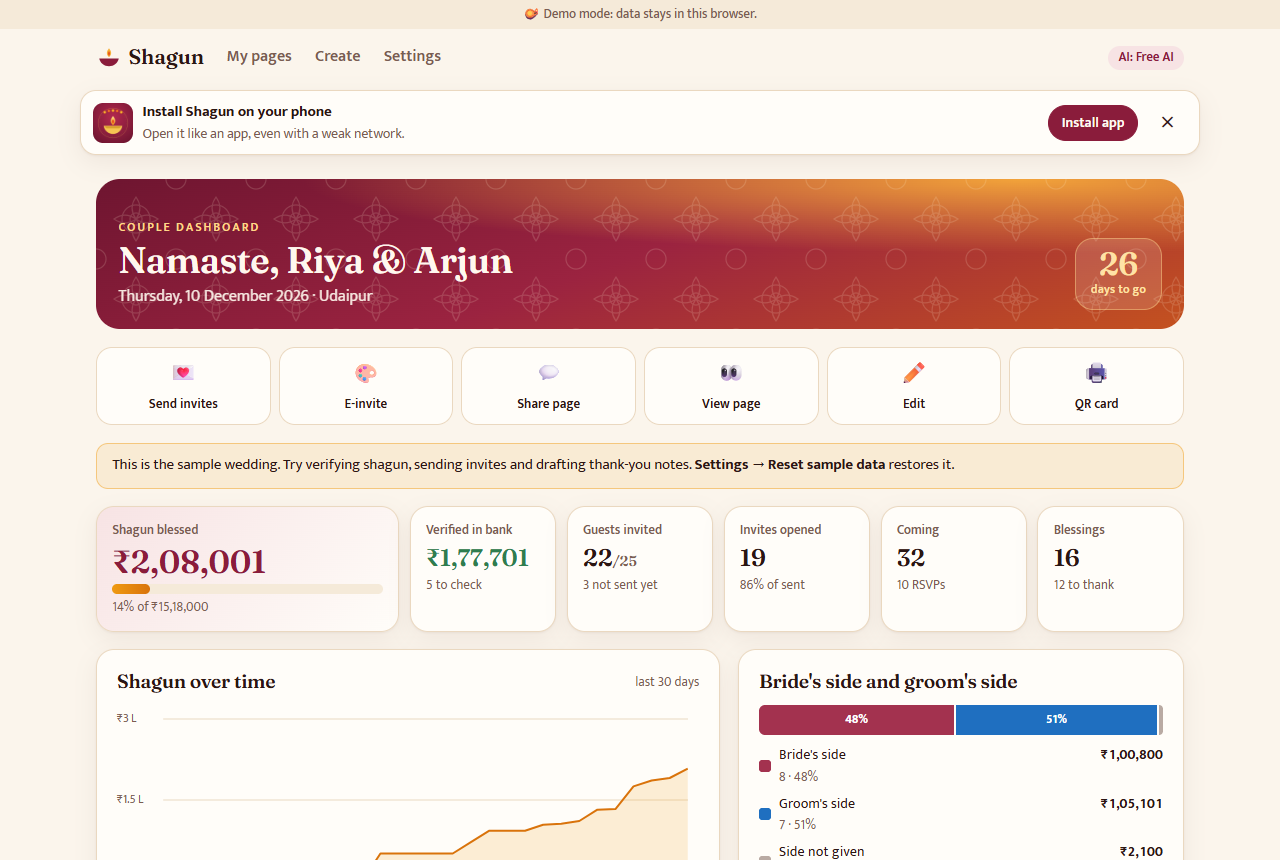 Demo mode: data stays in this browser.
Shagun My pages Create Settings AI: Free AI
Install Shagun on your phone
Open it like an app, even with a weak network.
Install app
COUPLE DASHBOARD
Namaste, Riya & Arjun
Thursday, 10 December 2026 · Udaipur
26
days to go
Send invites
E-invite
Share page
View page
Edit
QR card
This is the sample wedding. Try verifying shagun, sending invites and drafting thank-you notes. Settings → Reset sample data restores it.
Shagun blessed
₹2,08,001
14% of ₹15,18,000
Verified in bank
₹1,77,701
5 to check
Guests invited
22/25
3 not sent yet
Invites opened
19
86% of sent
Coming
32
10 RSVPs
Blessings
16
12 to thank
Shagun over time
last 30 days
₹3 L
₹1.5 L
Bride's side and groom's side
48% 51%
Bride's side ₹1,00,800
8 · 48%
Groom's side ₹1,05,101
7 · 51%
Side not given ₹2,100